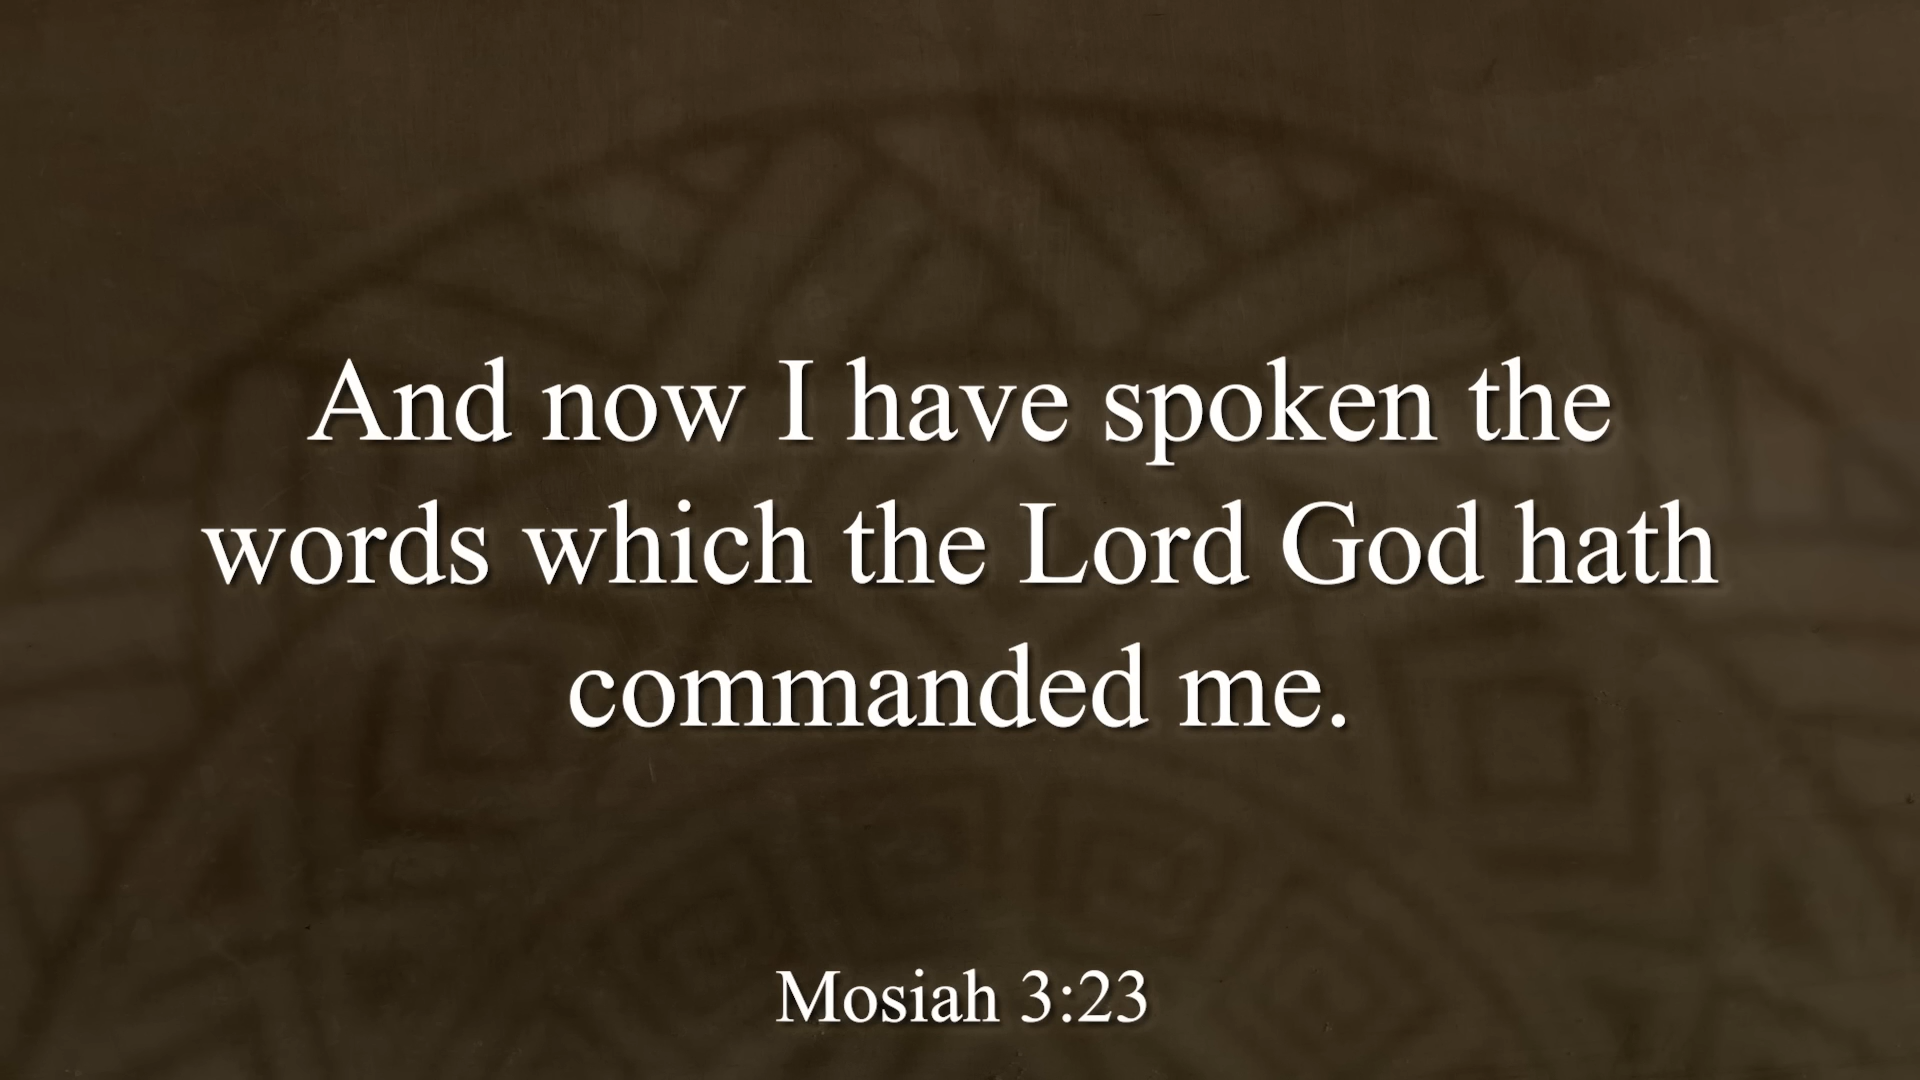 And now I have spoken the
words which the Lord God hath
commanded me.
Mosiah 3:23